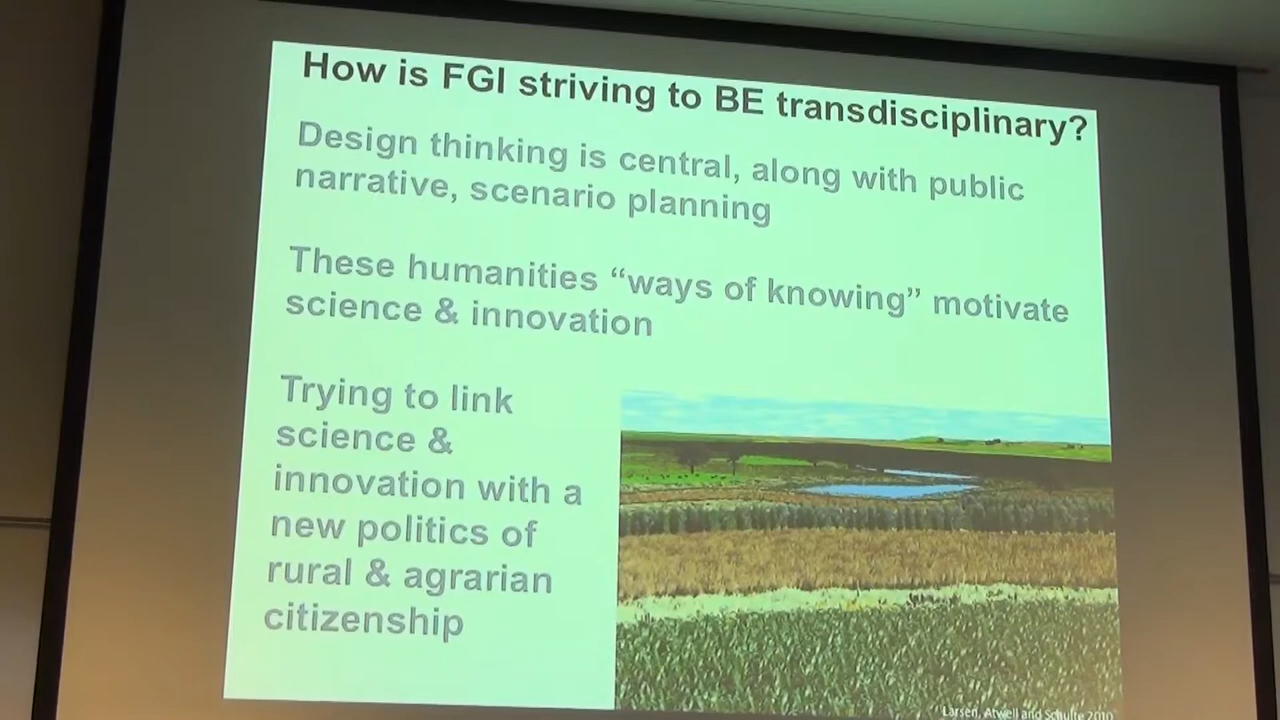 How is FGI striving to BE transdisciplinary?
Design thinking is central, along with public
narrative, scenario planning
These humanities “ways of knowing” motivate
science & innovation
Trying to link
science &
innovation with a
new politics of
rural & agrarian
citizenship
Larsen, Atwell and Schulte 2010